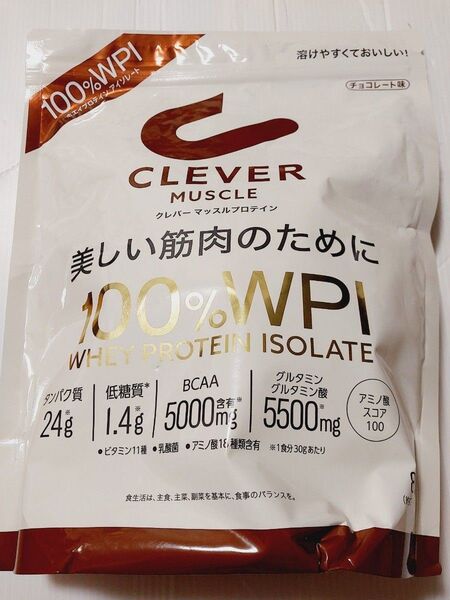 溶けやすくておいしい!
100%WPI
ホエイプロテインアイソレート
チョコレート味
CLEVER
MUSCLE
クレバー マッスルプロテイン
美しい筋肉のために
100%WPI
WHEY PROTEIN ISOLATE
タンパク質
24g※
低糖質*
1.4g※
BCAA
5000mg含有※
グルタミン
グルタミン酸
5500mg※
アミノ酸
スコア
100
• ビタミン11種 • 乳酸菌 • アミノ酸18種類含有 ※1食分30gあたり
食生活は、主食、主菜、副菜を基本に、食事のバランスを。